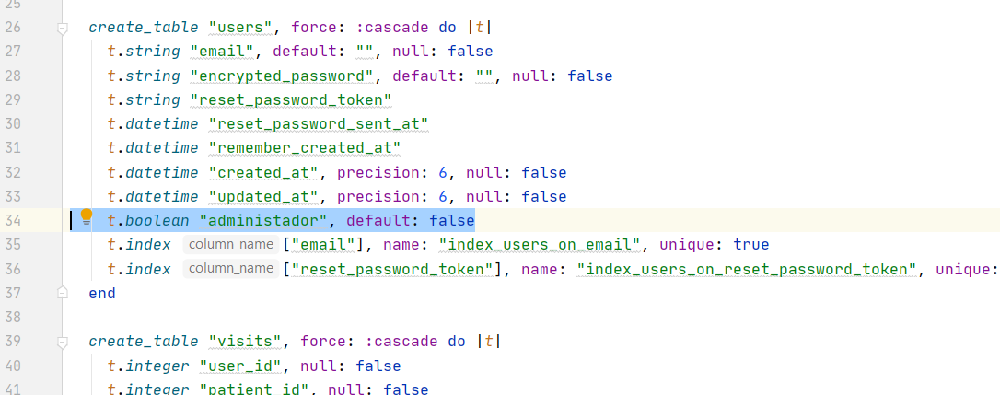 25
26 create_table "users", force: :cascade do |t|
27 t.string "email", default: "", null: false
28 t.string "encrypted_password", default: "", null: false
29 t.string "reset_password_token"
30 t.datetime "reset_password_sent_at"
31 t.datetime "remember_created_at"
32 t.datetime "created_at", precision: 6, null: false
33 t.datetime "updated_at", precision: 6, null: false
34 t.boolean "administador", default: false
35 t.index column_name ["email"], name: "index_users_on_email", unique: true
36 t.index column_name ["reset_password_token"], name: "index_users_on_reset_password_token", unique:
37 end
38
39 create_table "visits", force: :cascade do |t|
40 t.integer "user_id", null: false
41 t.integer "patient_id", null: false